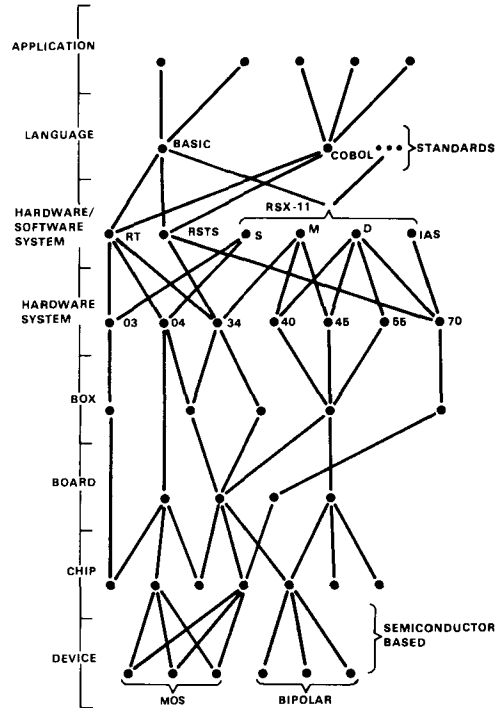 APPLICATION
LANGUAGE
BASIC
COBOL
STANDARDS
RSX-11
HARDWARE/
SOFTWARE
SYSTEM
RT
RSTS
S
M
D
IAS
HARDWARE
SYSTEM
03
04
34
40
45
55
70
BOX
BOARD
CHIP
SEMICONDUCTOR
BASED
DEVICE
MOS
BIPOLAR